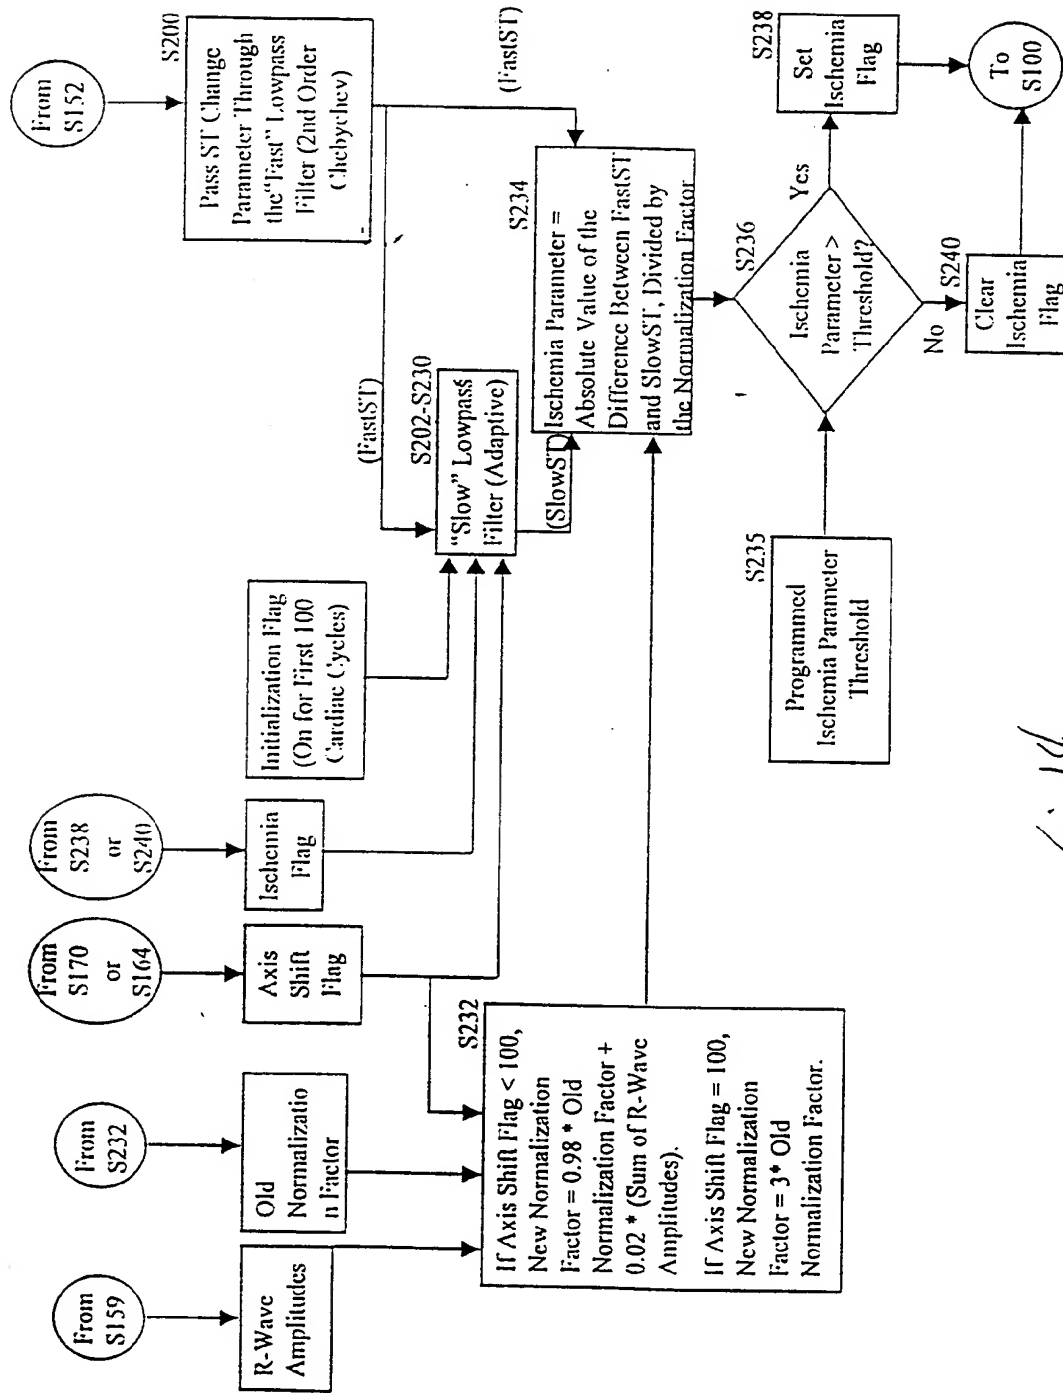 From
S152
S200
Pass ST Change
Parameter Through
the"Fast" Lowpass
Filter (2nd Order
Chebychev)
(FastST)
(FastST)
From
S238
or
S240
Ischemia
Flag
Initialization Flag
(On for First 100
Cardiac Cycles)
S202-S230
"Slow" Lowpass
Filter (Adaptive)
(SlowST)
From
S170
or
S164
Axis
Shift
Flag
From
S232
Old
Normalizatio
n Factor
From
S159
R-Wave
Amplitudes
S232
If Axis Shift Flag < 100,
New Normalization
Factor = 0.98 * Old
Normalization Factor +
0.02 * (Sum of R-Wave
Amplitudes).
If Axis Shift Flag = 100,
New Normalization
Factor = 3* Old
Normalization Factor.
S234
Ischemia Parameter =
Absolute Value of the
Difference Between FastST
and SlowST, Divided by
the Normalization Factor
S235
Programmed
Ischemia Parameter
Threshold
S236
Ischemia
Parameter >
Threshold?
Yes
No
S238
Set
Ischemia
Flag
S240
Clear
Ischemia
Flag
To
S100